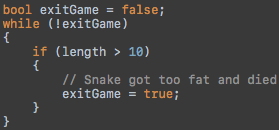 bool exitGame = false;
while (!exitGame)
{
    if (length > 10)
    {
        // Snake got too fat and died
        exitGame = true;
    }
}